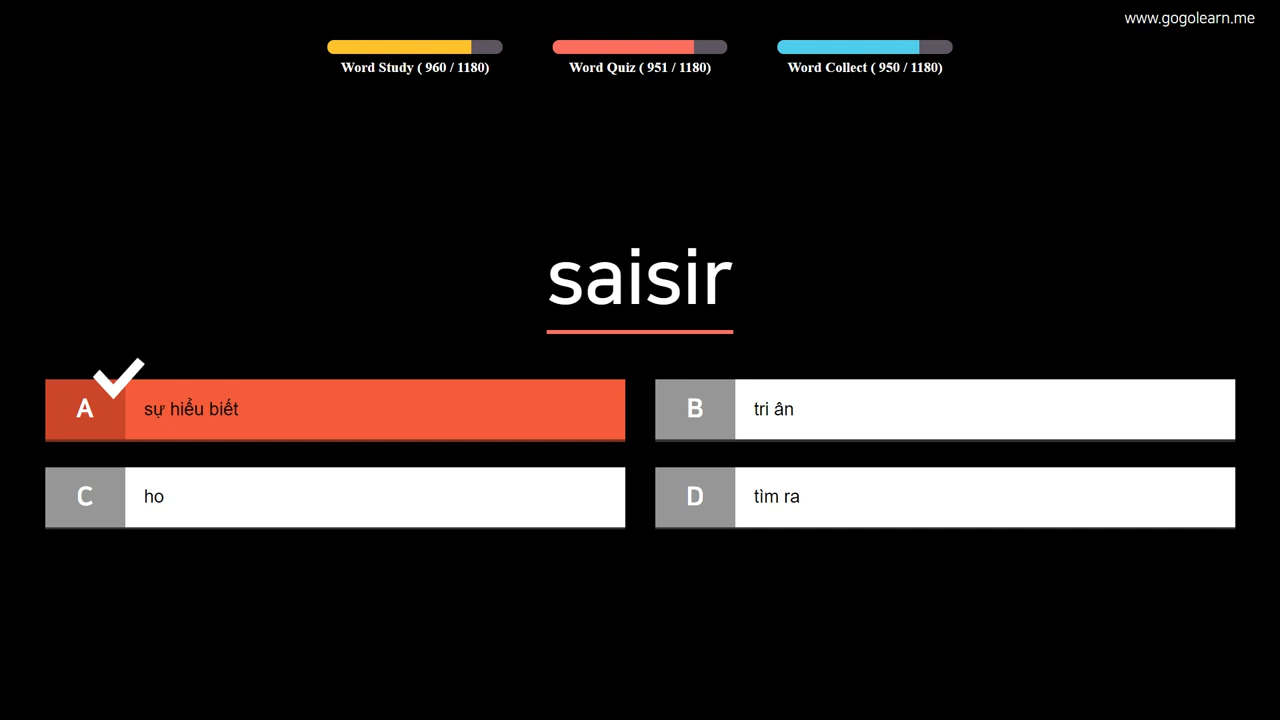 www.gogolearn.me
Word Study ( 960 / 1180)
Word Quiz ( 951 / 1180)
Word Collect ( 950 / 1180)
saisir
A sự hiểu biết
B tri ân
C ho
D tìm ra